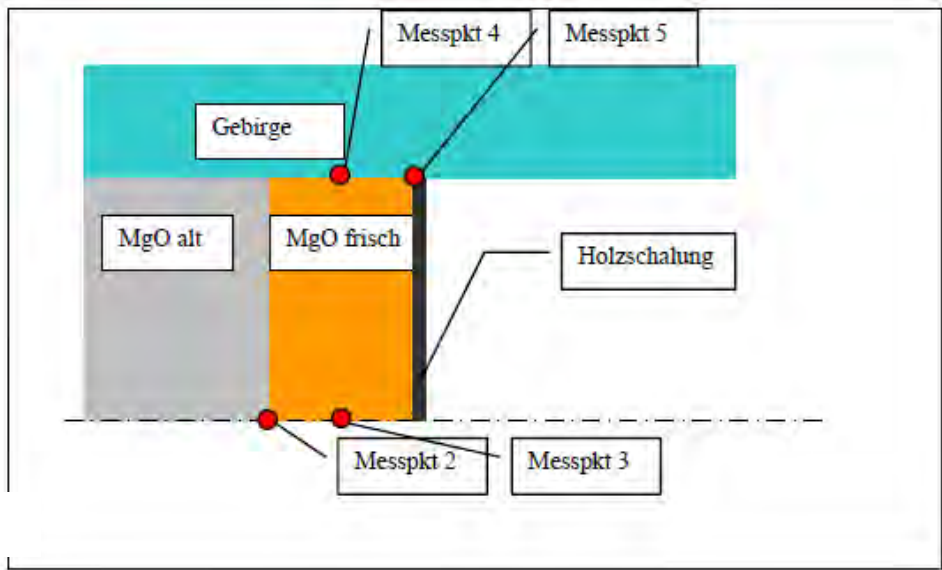 Messpkt 4
Messpkt 5
Gebirge
MgO alt
MgO frisch
Holzschalung
Messpkt 2
Messpkt 3